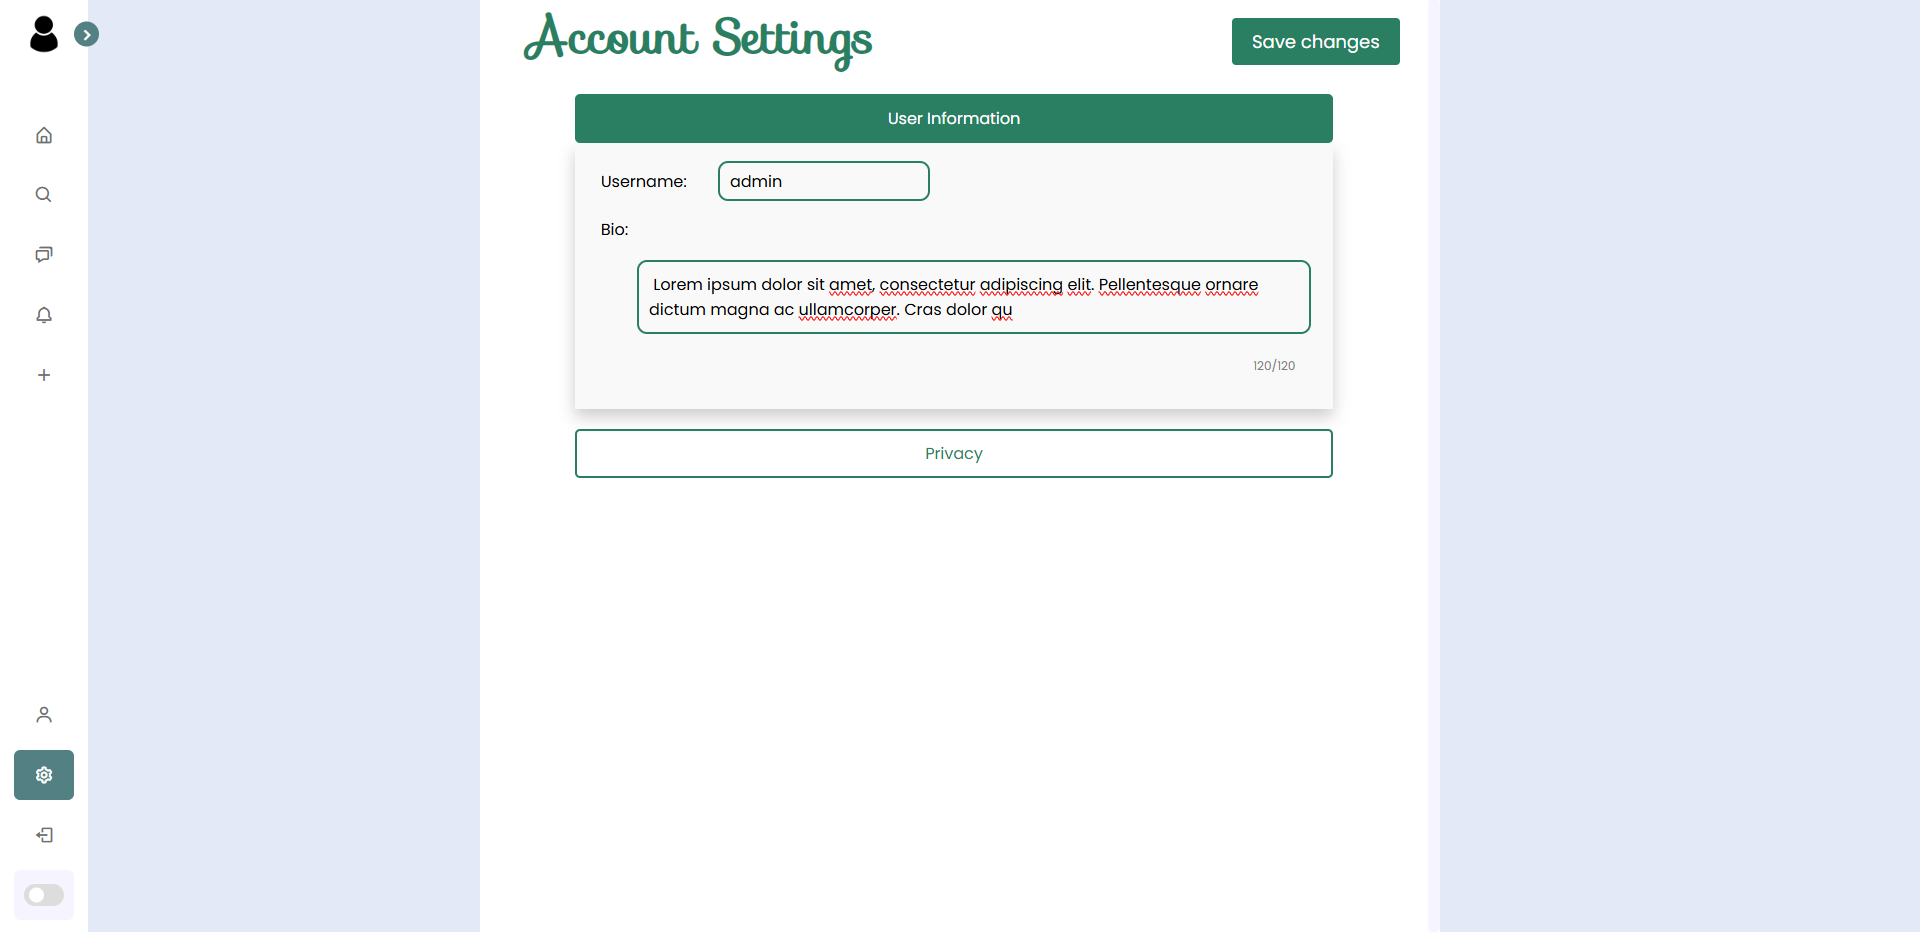 Account Settings
Save changes
User Information
Username:
admin
Bio:
Lorem ipsum dolor sit amet, consectetur adipiscing elit. Pellentesque ornare
dictum magna ac ullamcorper. Cras dolor qu
120/120
Privacy